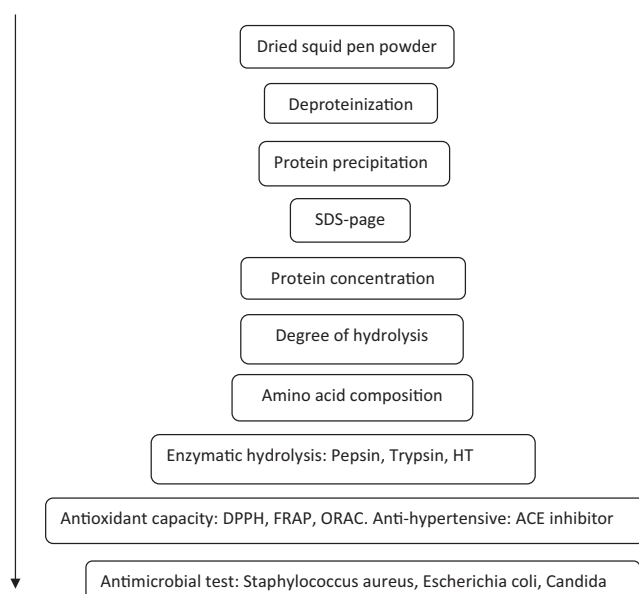 Dried squid pen powder
Deproteinization
Protein precipitation
SDS-page
Protein concentration
Degree of hydrolysis
Amino acid composition
Enzymatic hydrolysis: Pepsin, Trypsin, HT
Antioxidant capacity: DPPH, FRAP, ORAC. Anti-hypertensive: ACE inhibitor
Antimicrobial test: Staphylococcus aureus, Escherichia coli, Candida